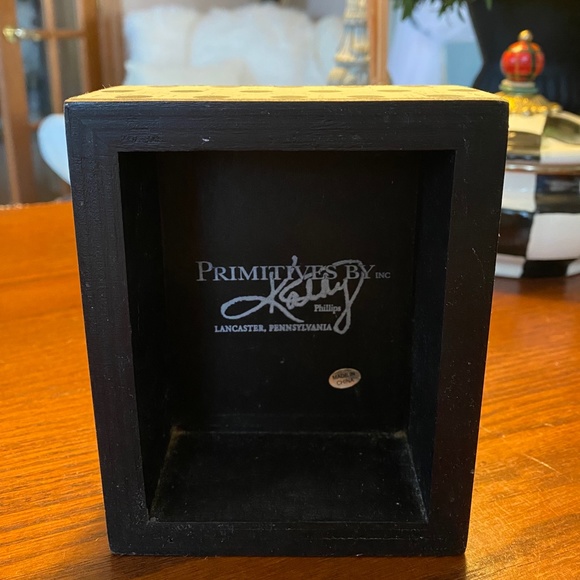 PRIMITIVES BY INC
Kathy
Phillips
LANCASTER, PENNSYLVANIA
MADE IN
CHINA